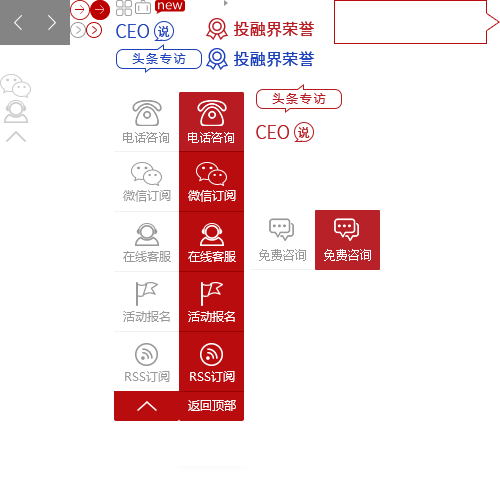 new
CEO 说
投融界荣誉
头条专访
投融界荣誉
头条专访
CEO 说
电话咨询
电话咨询
微信订阅
微信订阅
在线客服
在线客服
免费咨询
免费咨询
活动报名
活动报名
RSS订阅
RSS订阅
返回顶部